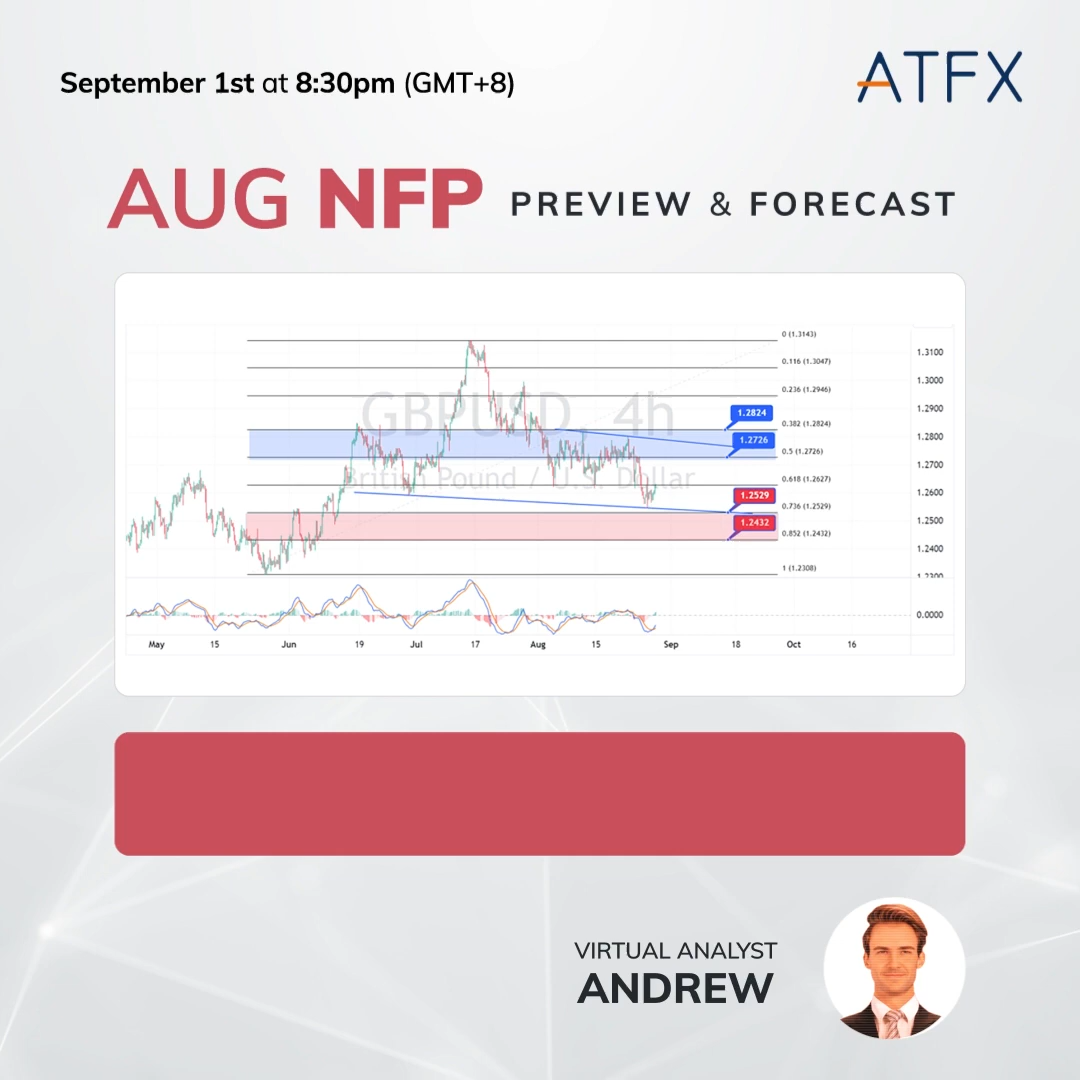 September 1st at 8:30pm (GMT+8)
ATFX
AUG NFP PREVIEW & FORECAST
GBPUSD, 4h
British Pound / U.S. Dollar
0 (1.3143)
0.116 (1.3047)
0.236 (1.2946)
0.382 (1.2824)
0.5 (1.2726)
0.618 (1.2627)
0.736 (1.2529)
0.852 (1.2432)
1 (1.2308)
1.2824
1.2726
1.2529
1.2432
1.3100
1.3000
1.2900
1.2800
1.2700
1.2600
1.2500
1.2400
1.2300
0.0000
May 15 Jun 19 Jul 17 Aug 15 Sep 18 Oct 16
VIRTUAL ANALYST
ANDREW